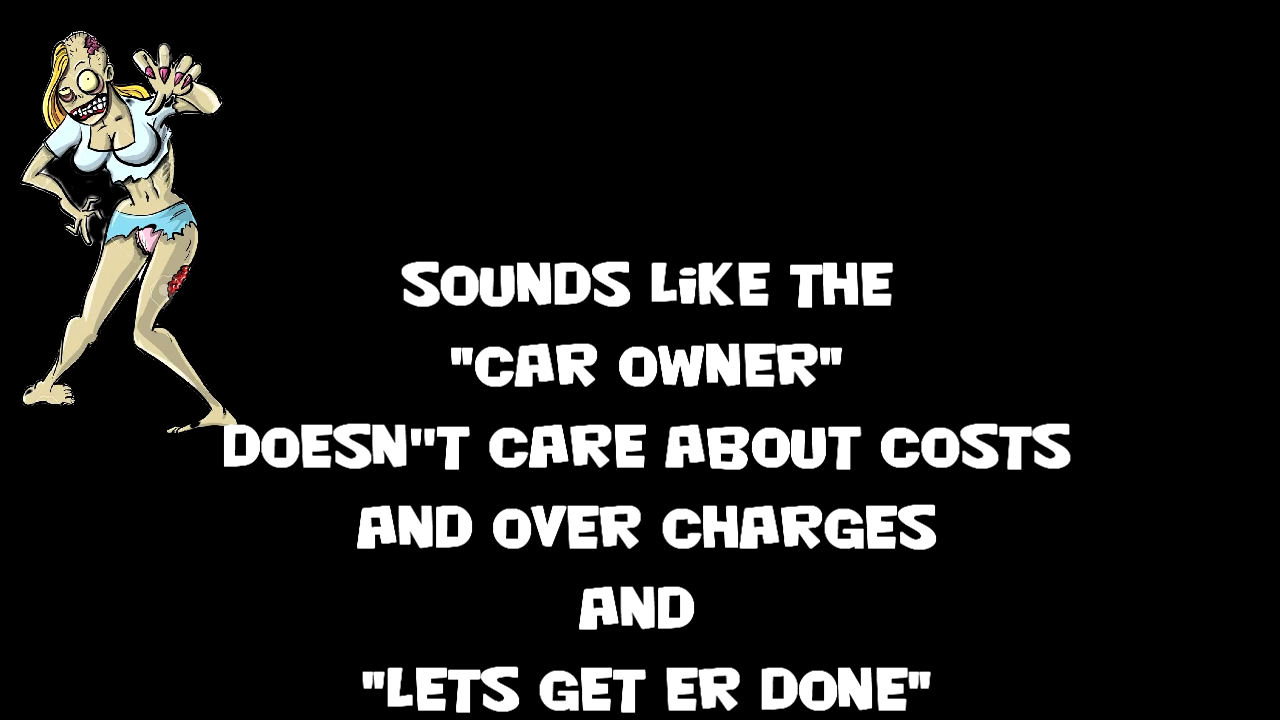 SOUNDS LiKE THE
"CAR OWNER"
DOESN"T CARE ABOUT COSTS
AND OVER CHARGES
AND
"LETS GET ER DONE"